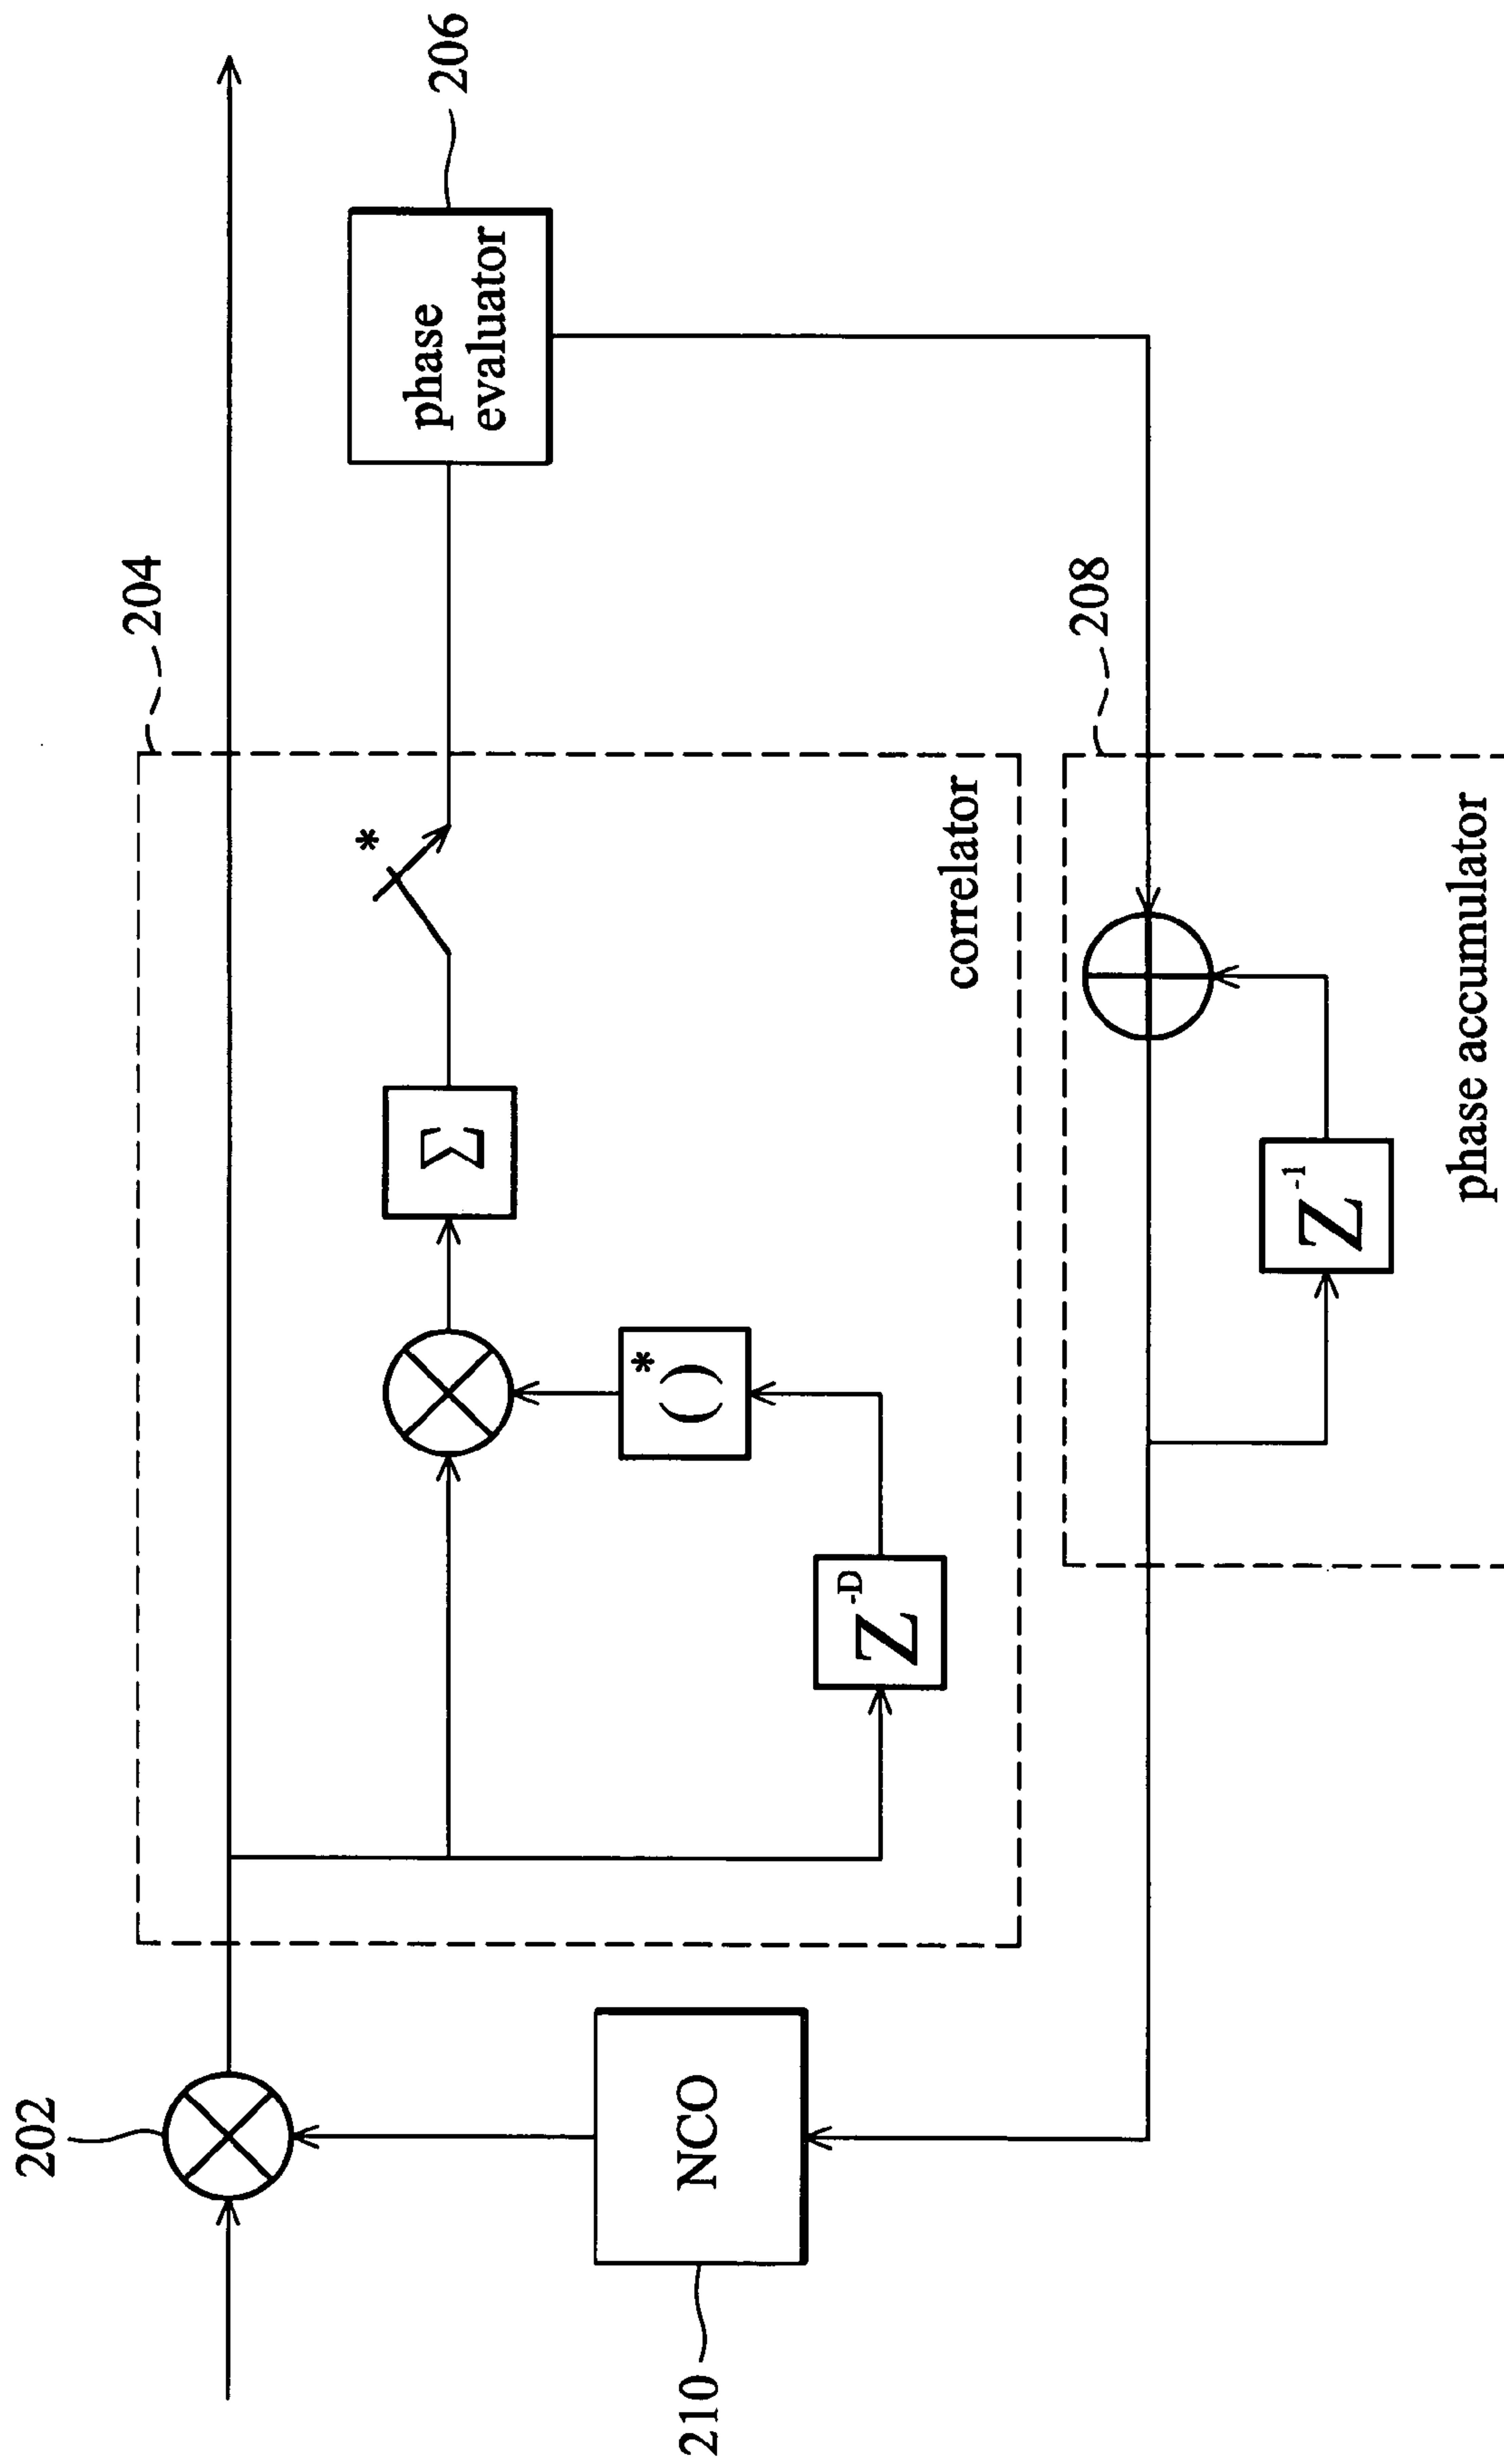 202
204
206
phase
evaluator
*
Σ
()*
Z-D
correlator
NCO
210
208
Z-1
phase accumulator